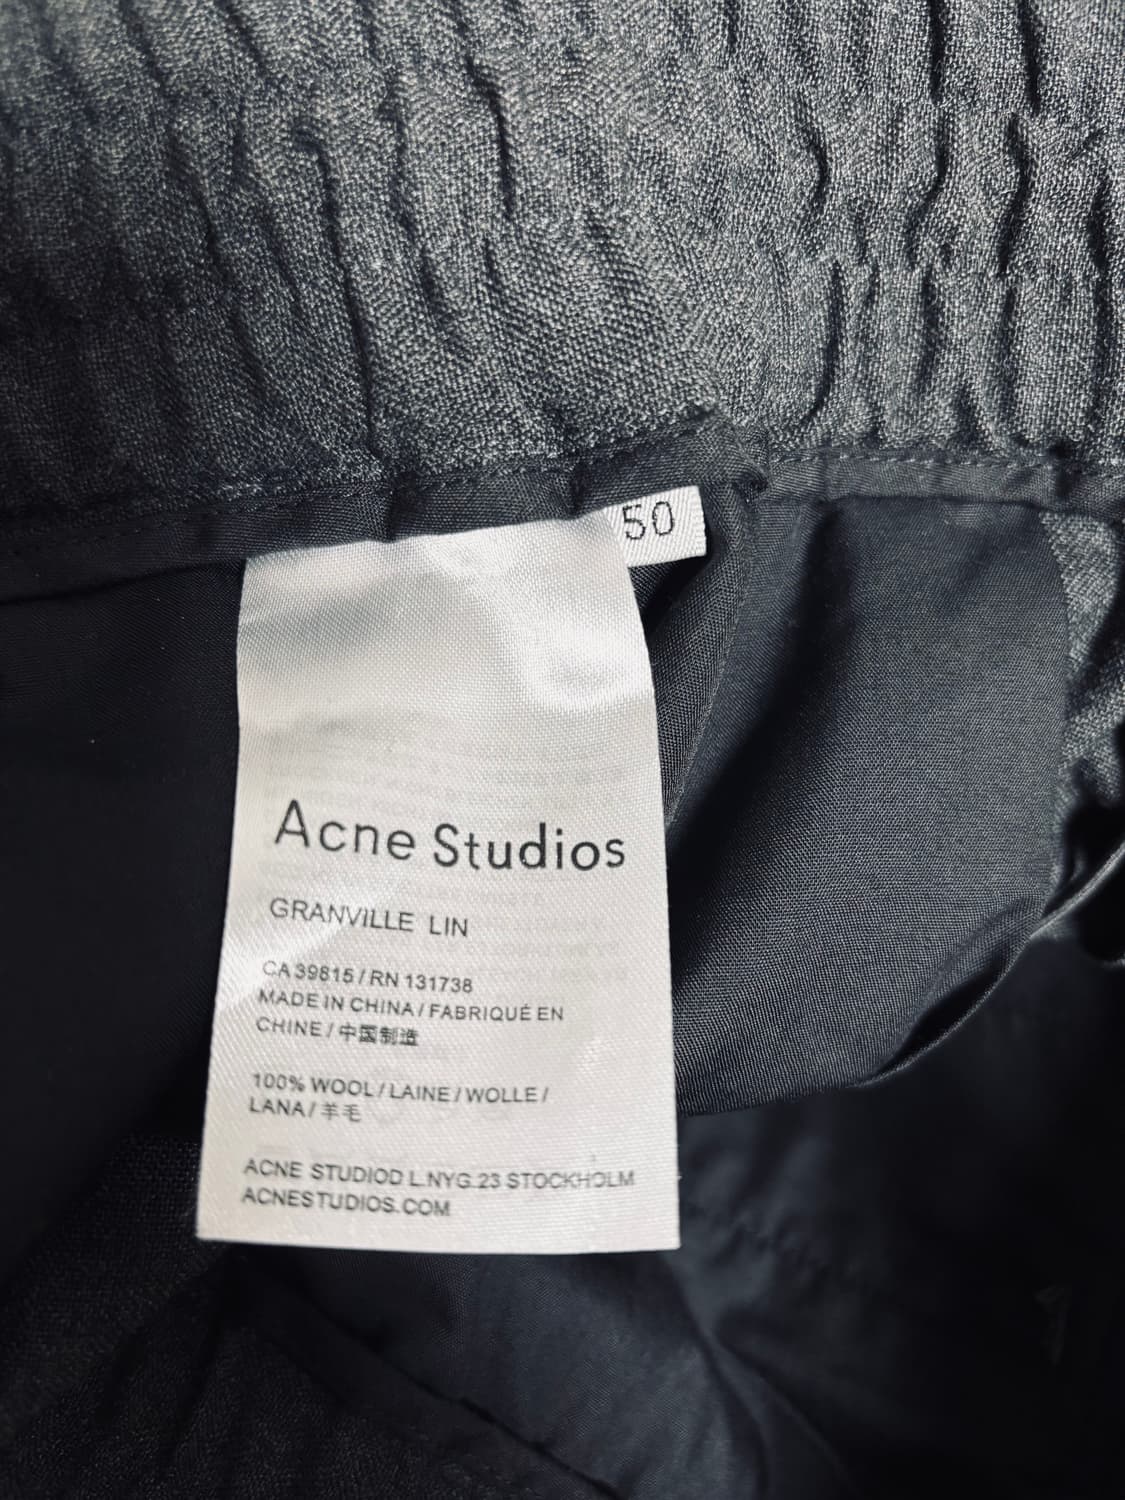 50
Acne Studios
GRANVILLE LIN
CA 39815 / RN 131738
MADE IN CHINA / FABRIQUÉ EN
CHINE / 中国制造
100% WOOL / LAINE / WOLLE /
LANA / 羊毛
ACNE STUDIOD L.NYG.23 STOCKHOLM
ACNESTUDIOS.COM